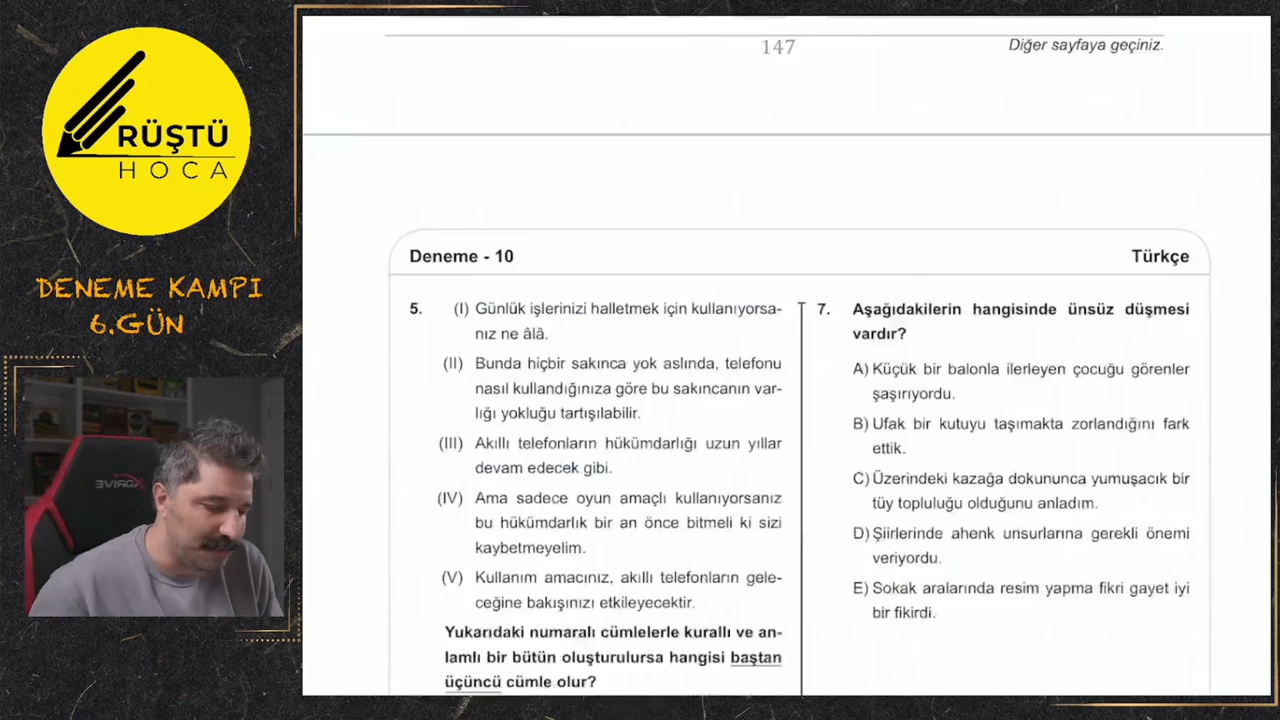 RÜŞTÜ
HOCA
DENEME KAMPI
6.GÜN
147
Diğer sayfaya geçiniz.
Deneme - 10
Türkçe
5. (I) Günlük işlerinizi halletmek için kullanıyorsa-
nız ne âlâ.
(II) Bunda hiçbir sakınca yok aslında, telefonu
nasıl kullandığınıza göre bu sakıncanın var-
lığı yokluğu tartışılabilir.
(III) Akıllı telefonların hükümdarlığı uzun yıllar
devam edecek gibi.
(IV) Ama sadece oyun amaçlı kullanıyorsanız
bu hükümdarlık bir an önce bitmeli ki sizi
kaybetmeyelim.
(V) Kullanım amacınız, akıllı telefonların gele-
ceğine bakışınızı etkileyecektir.
Yukarıdaki numaralı cümlelerle kurallı ve an-
lamlı bir bütün oluşturulursa hangisi baştan
üçüncü cümle olur?
7. Aşağıdakilerin hangisinde ünsüz düşmesi
vardır?
A) Küçük bir balonla ilerleyen çocuğu görenler
şaşırıyordu.
B) Ufak bir kutuyu taşımakta zorlandığını fark
ettik.
C) Üzerindeki kazağa dokununca yumuşacık bir
tüy topluluğu olduğunu anladım.
D) Şiirlerinde ahenk unsurlarına gerekli önemi
veriyordu.
E) Sokak aralarında resim yapma fikri gayet iyi
bir fikirdi.